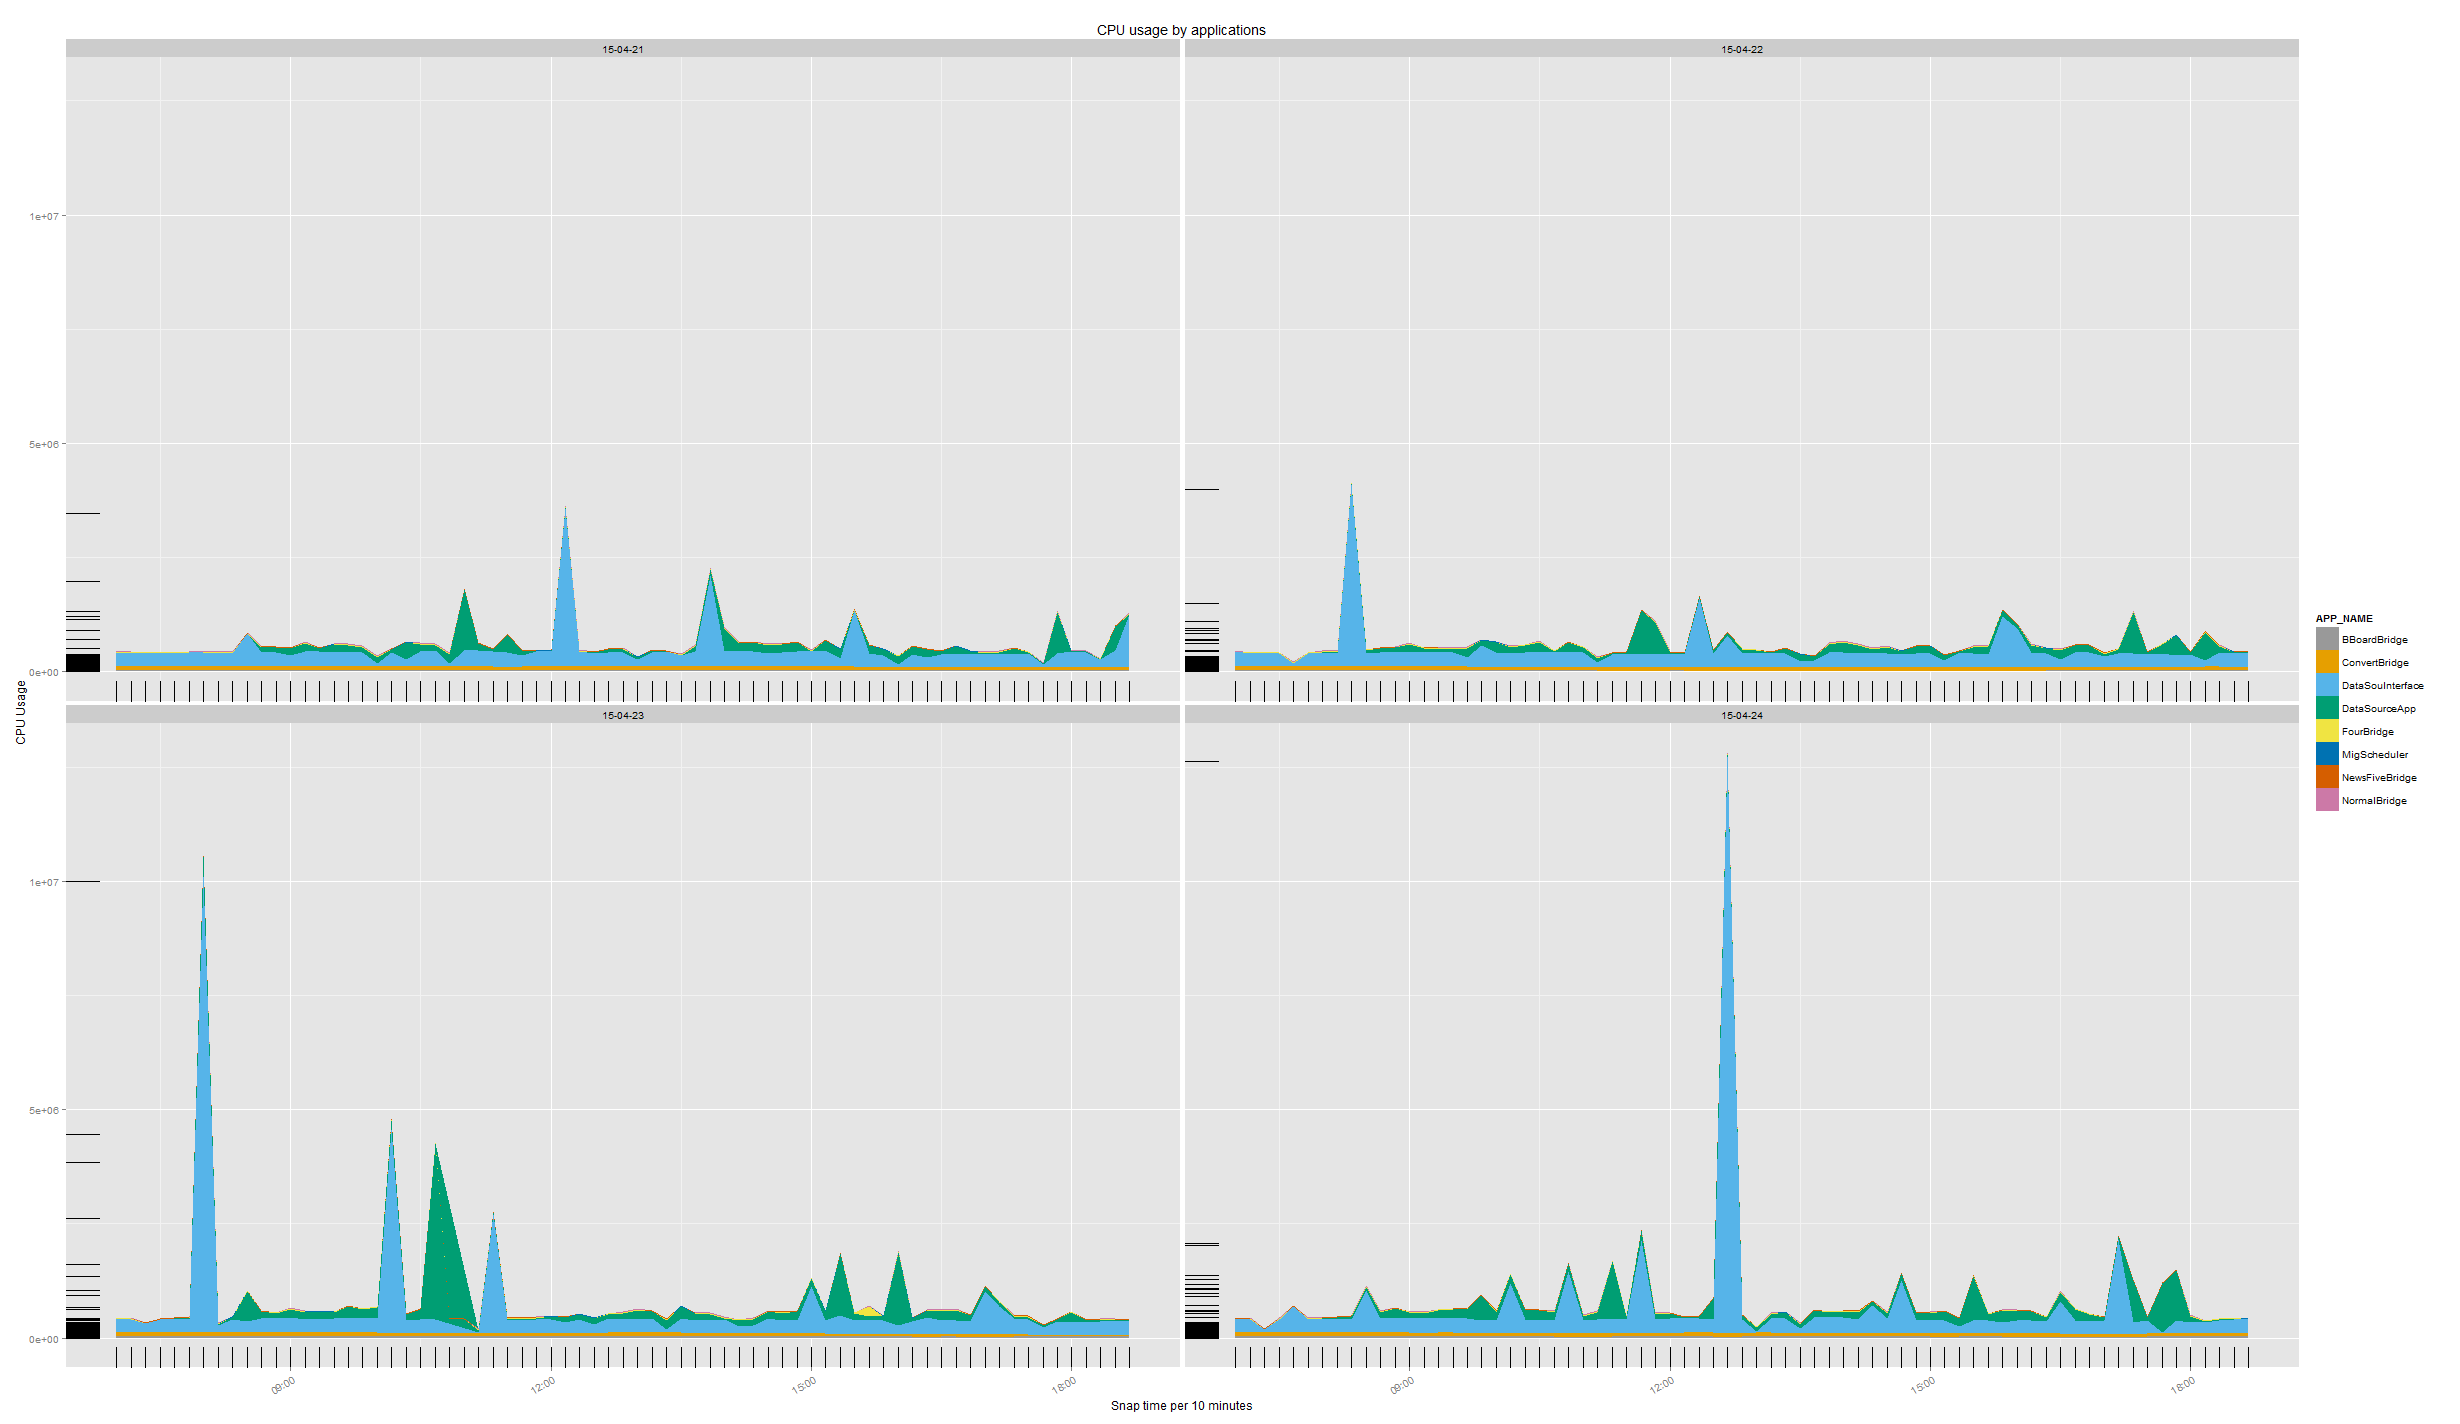 CPU usage by applications
15-04-21
15-04-22
1e+07
5e+06
0e+00
CPU Usage
15-04-23
15-04-24
1e+07
5e+06
0e+00
09:00
12:00
15:00
18:00
09:00
12:00
15:00
18:00
Snap time per 10 minutes
APP_NAME
BBoardBridge
ConvertBridge
DataSouInterface
DataSourceApp
FourBridge
MigScheduler
NewsFiveBridge
NormalBridge